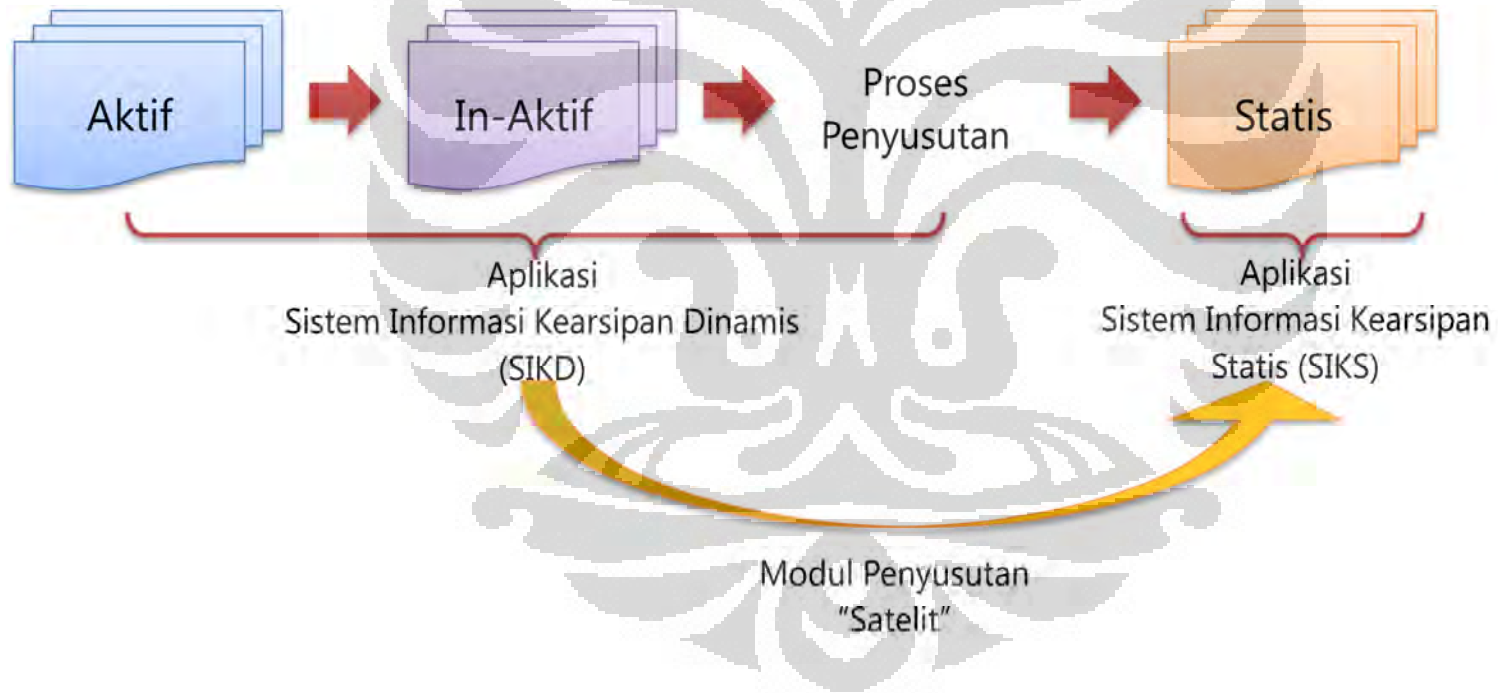 Aktif
In-Aktif
Proses
Penyusutan
Statis
Aplikasi
Sistem Informasi Kearsipan Dinamis
(SIKD)
Aplikasi
Sistem Informasi Kearsipan
Statis (SIKS)
Modul Penyusutan
"Satelit"